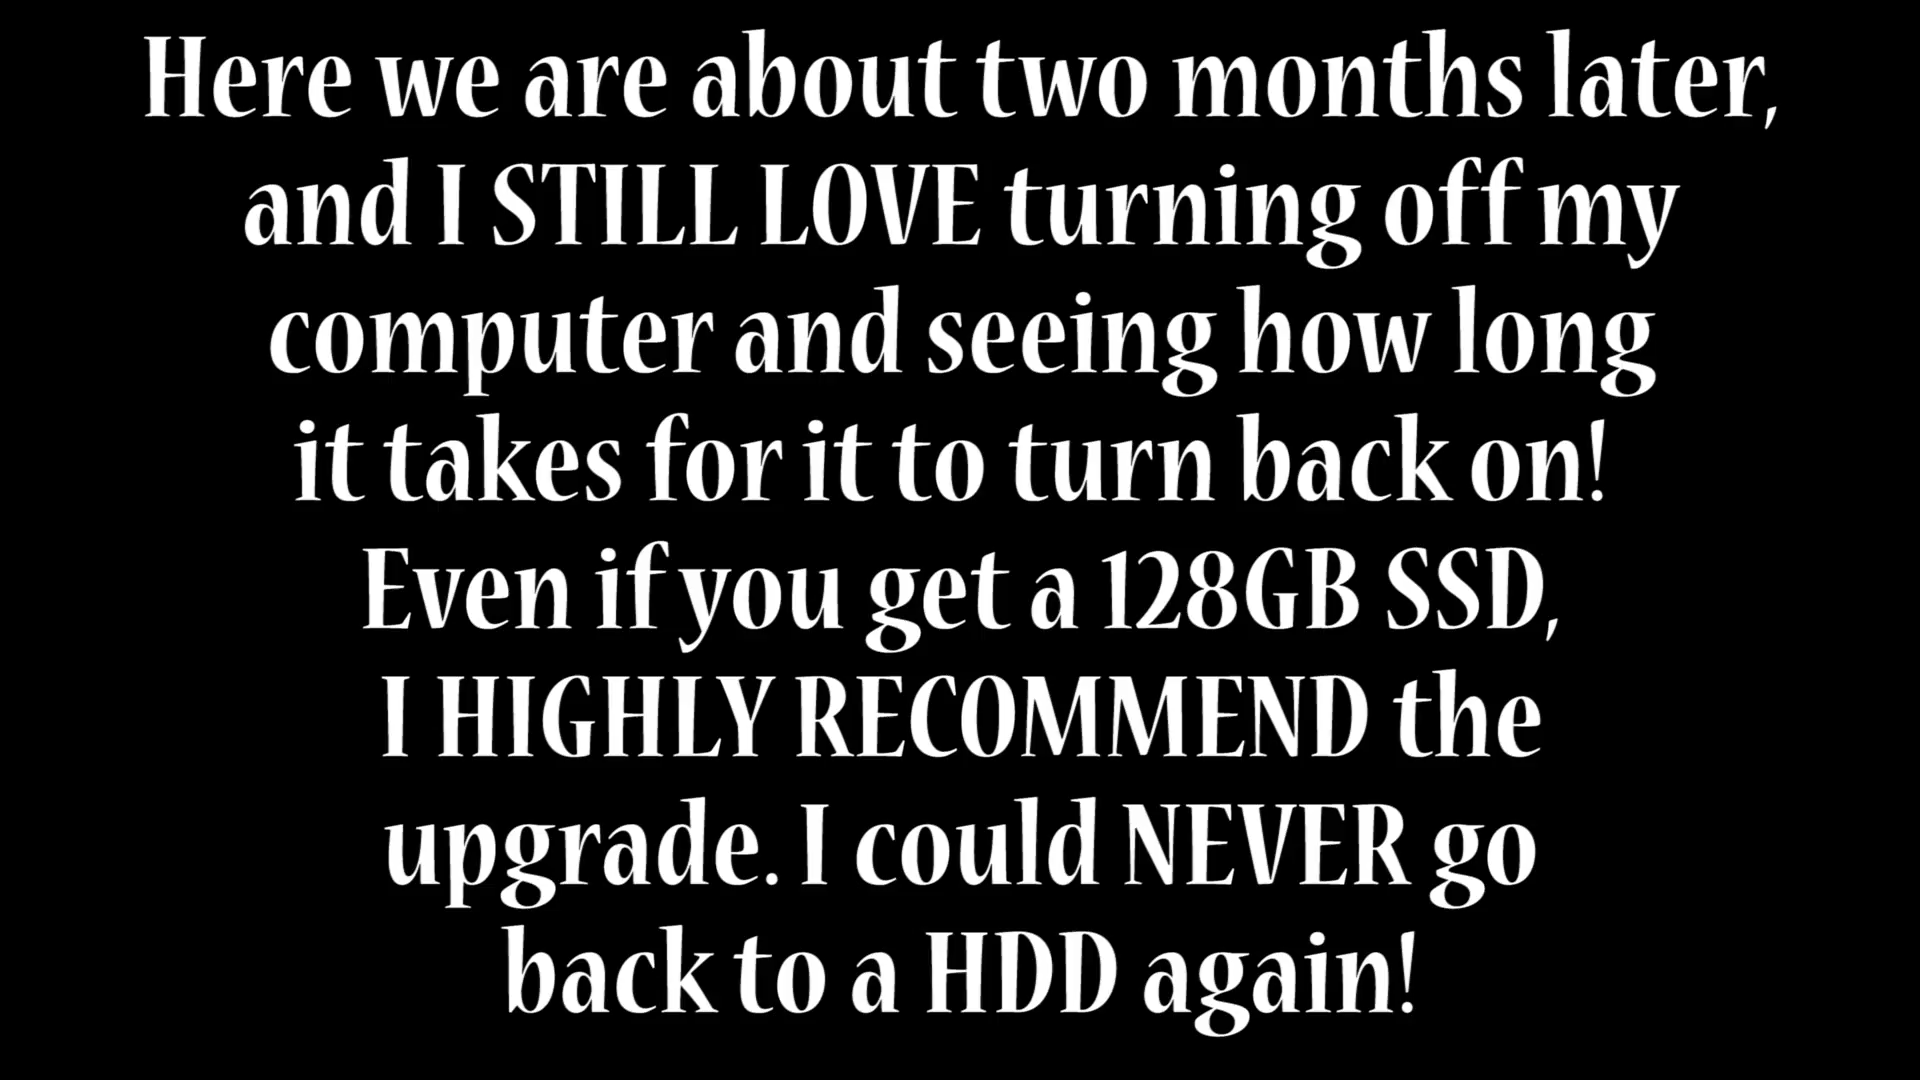 Here we are about two months later,
and I STILL LOVE turning off my
computer and seeing how long
it takes for it to turn back on!
Even if you get a 128GB SSD,
I HIGHLY RECOMMEND the
upgrade. I could NEVER go
back to a HDD again!